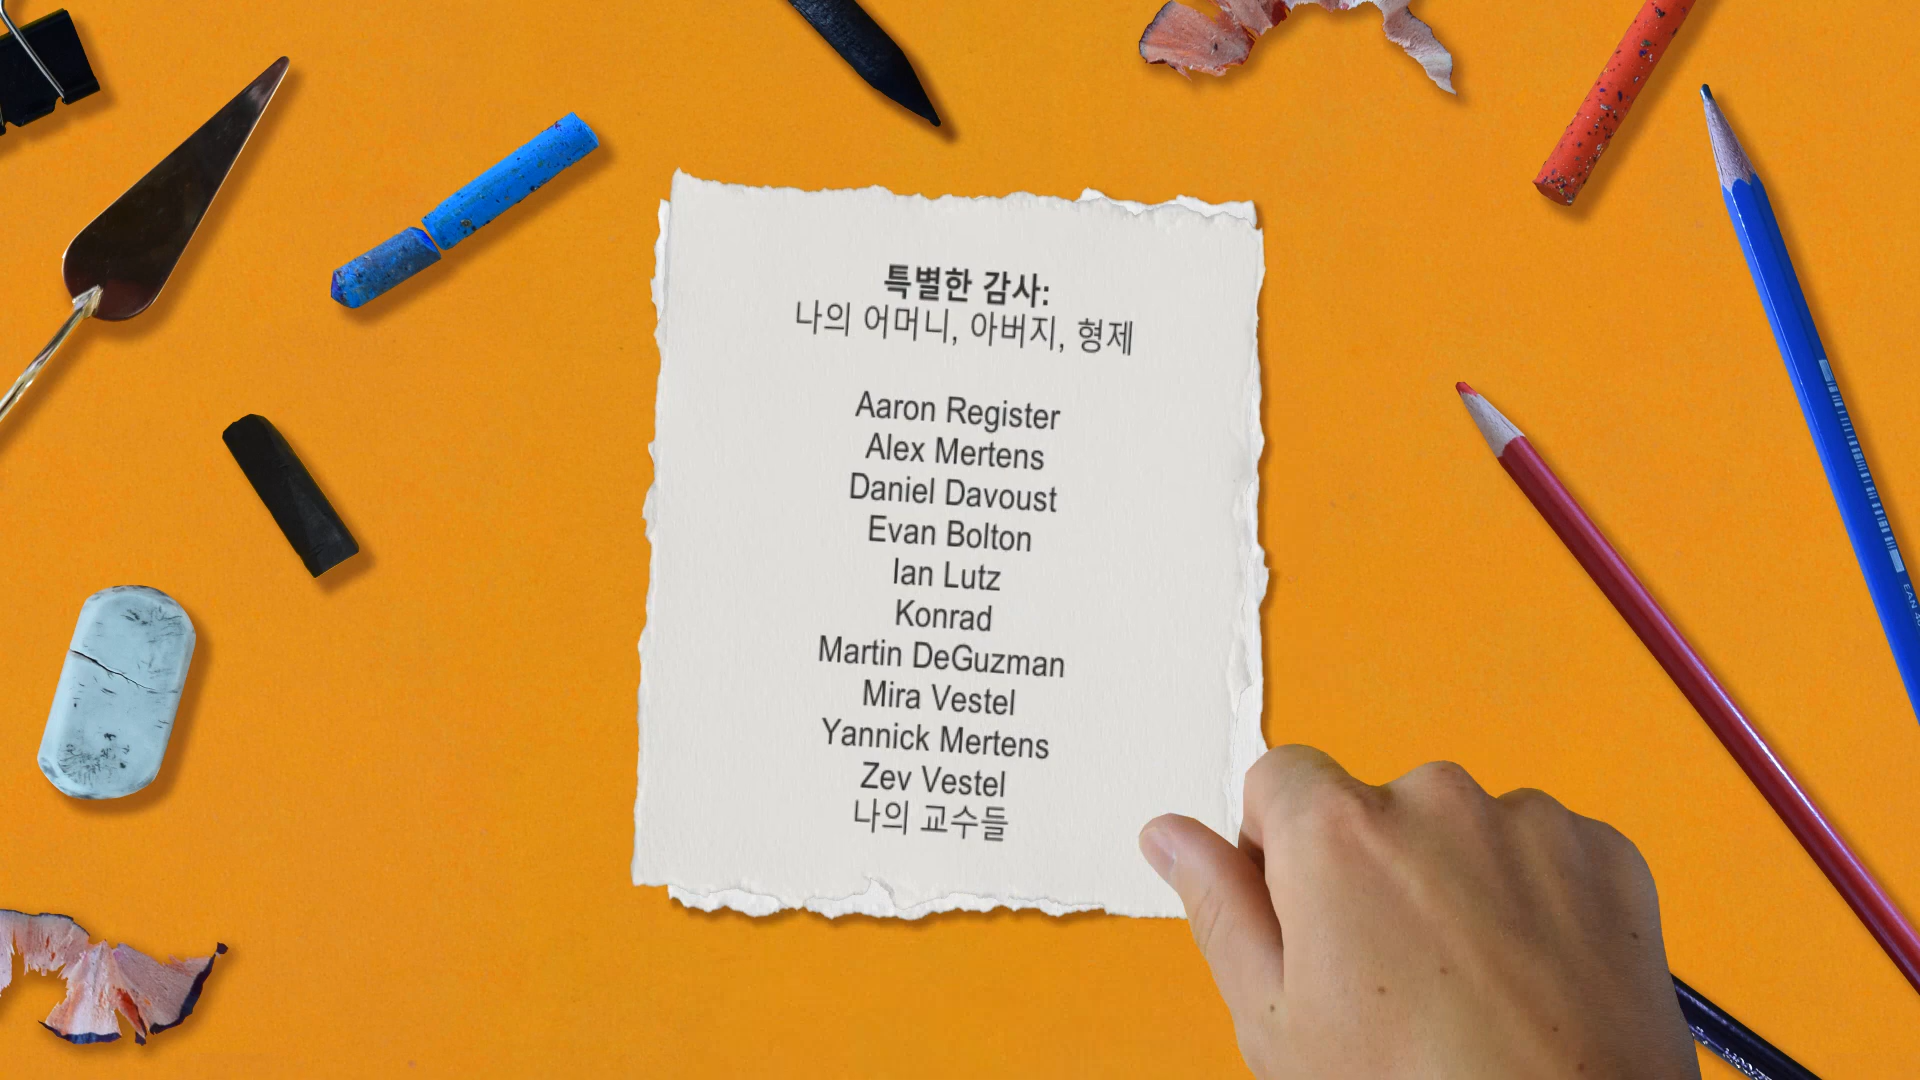 특별한 감사:
나의 어머니, 아버지, 형제
Aaron Register
Alex Mertens
Daniel Davoust
Evan Bolton
Ian Lutz
Konrad
Martin DeGuzman
Mira Vestel
Yannick Mertens
Zev Vestel
나의 교수들